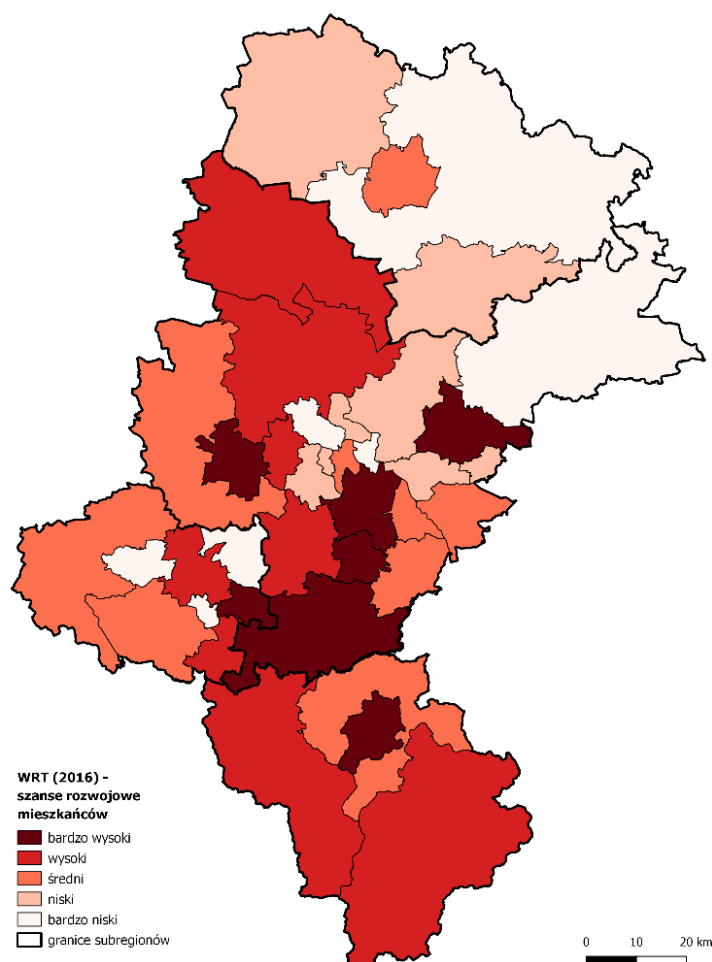 WRT (2016) -
szanse rozwojowe
mieszkańców
bardzo wysoki
wysoki
średni
niski
bardzo niski
granice subregionów
0 10 20 km